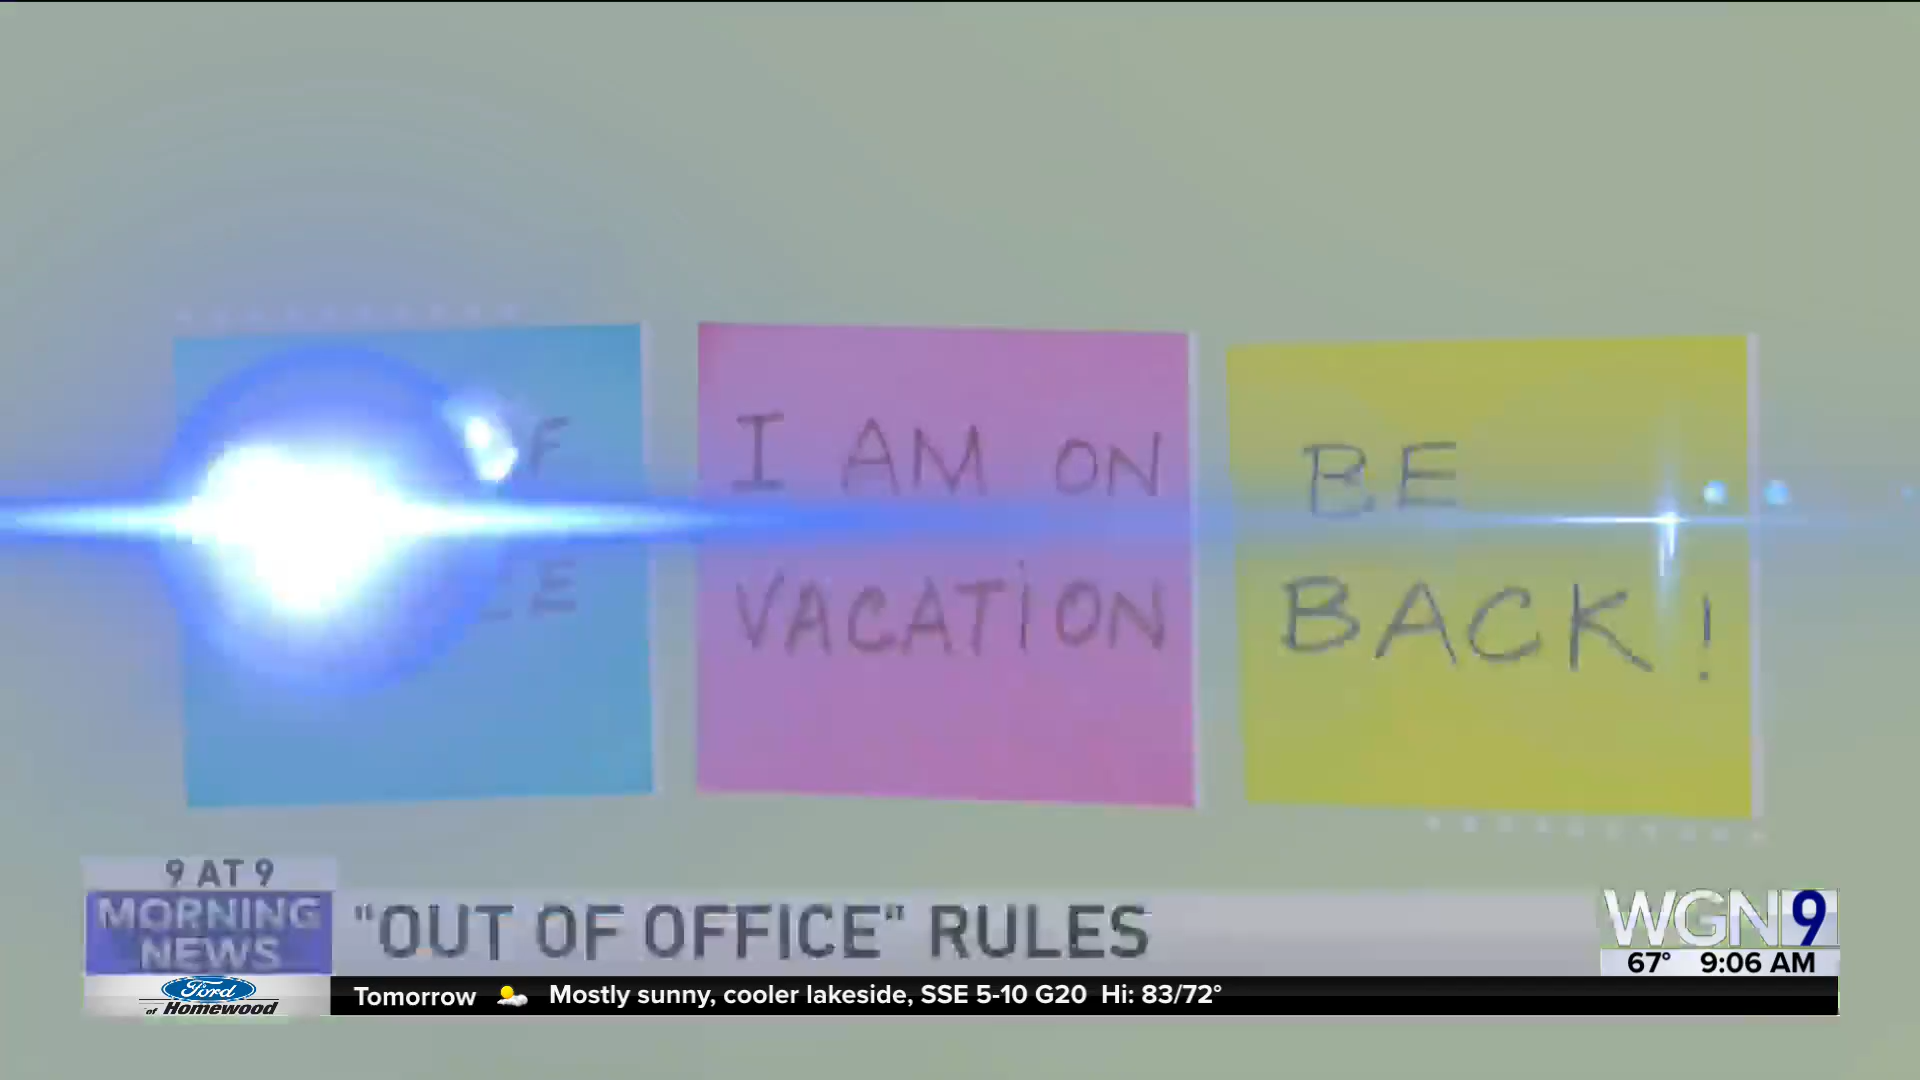 I AM ON
VACATION
BE
BACK!
9 AT 9
MORNING
NEWS
"OUT OF OFFICE" RULES
WGN9
67° 9:06 AM
Ford
of Homewood
Tomorrow Mostly sunny, cooler lakeside, SSE 5-10 G20 Hi: 83/72°